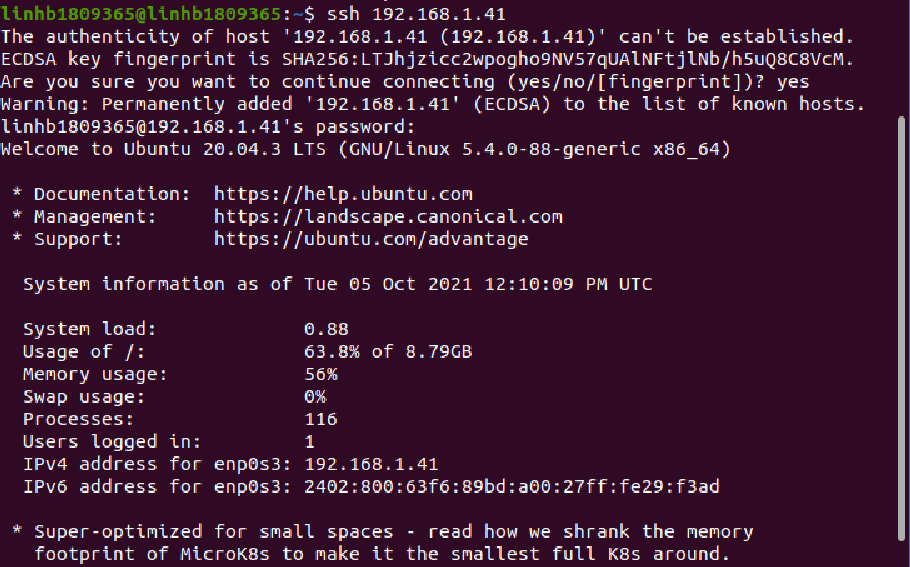 linhb1809365@linhb1809365:~$ ssh 192.168.1.41
The authenticity of host '192.168.1.41 (192.168.1.41)' can't be established.
ECDSA key fingerprint is SHA256:LTJhjzicc2wpogho9NV57qUAlNFtjlNb/h5uQ8C8VcM.
Are you sure you want to continue connecting (yes/no/[fingerprint])? yes
Warning: Permanently added '192.168.1.41' (ECDSA) to the list of known hosts.
linhb1809365@192.168.1.41's password:
Welcome to Ubuntu 20.04.3 LTS (GNU/Linux 5.4.0-88-generic x86_64)
* Documentation: https://help.ubuntu.com
* Management: https://landscape.canonical.com
* Support: https://ubuntu.com/advantage
System information as of Tue 05 Oct 2021 12:10:09 PM UTC
System load: 0.88
Usage of /: 63.8% of 8.79GB
Memory usage: 56%
Swap usage: 0%
Processes: 116
Users logged in: 1
IPv4 address for enp0s3: 192.168.1.41
IPv6 address for enp0s3: 2402:800:63f6:89bd:a00:27ff:fe29:f3ad
* Super-optimized for small spaces - read how we shrank the memory
footprint of MicroK8s to make it the smallest full K8s around.